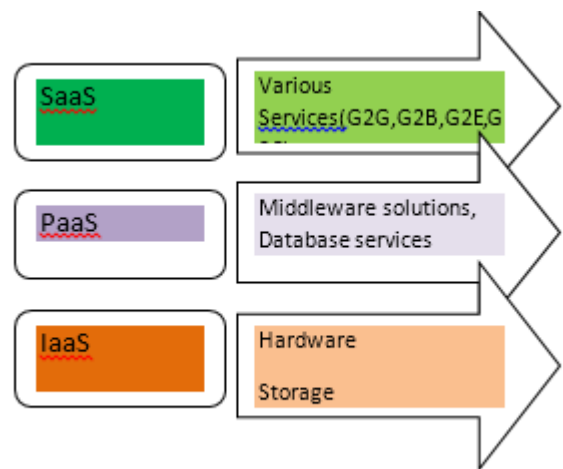 SaaS
Various
Services(G2G,G2B,G2E,G
PaaS
Middleware solutions,
Database services
IaaS
Hardware
Storage